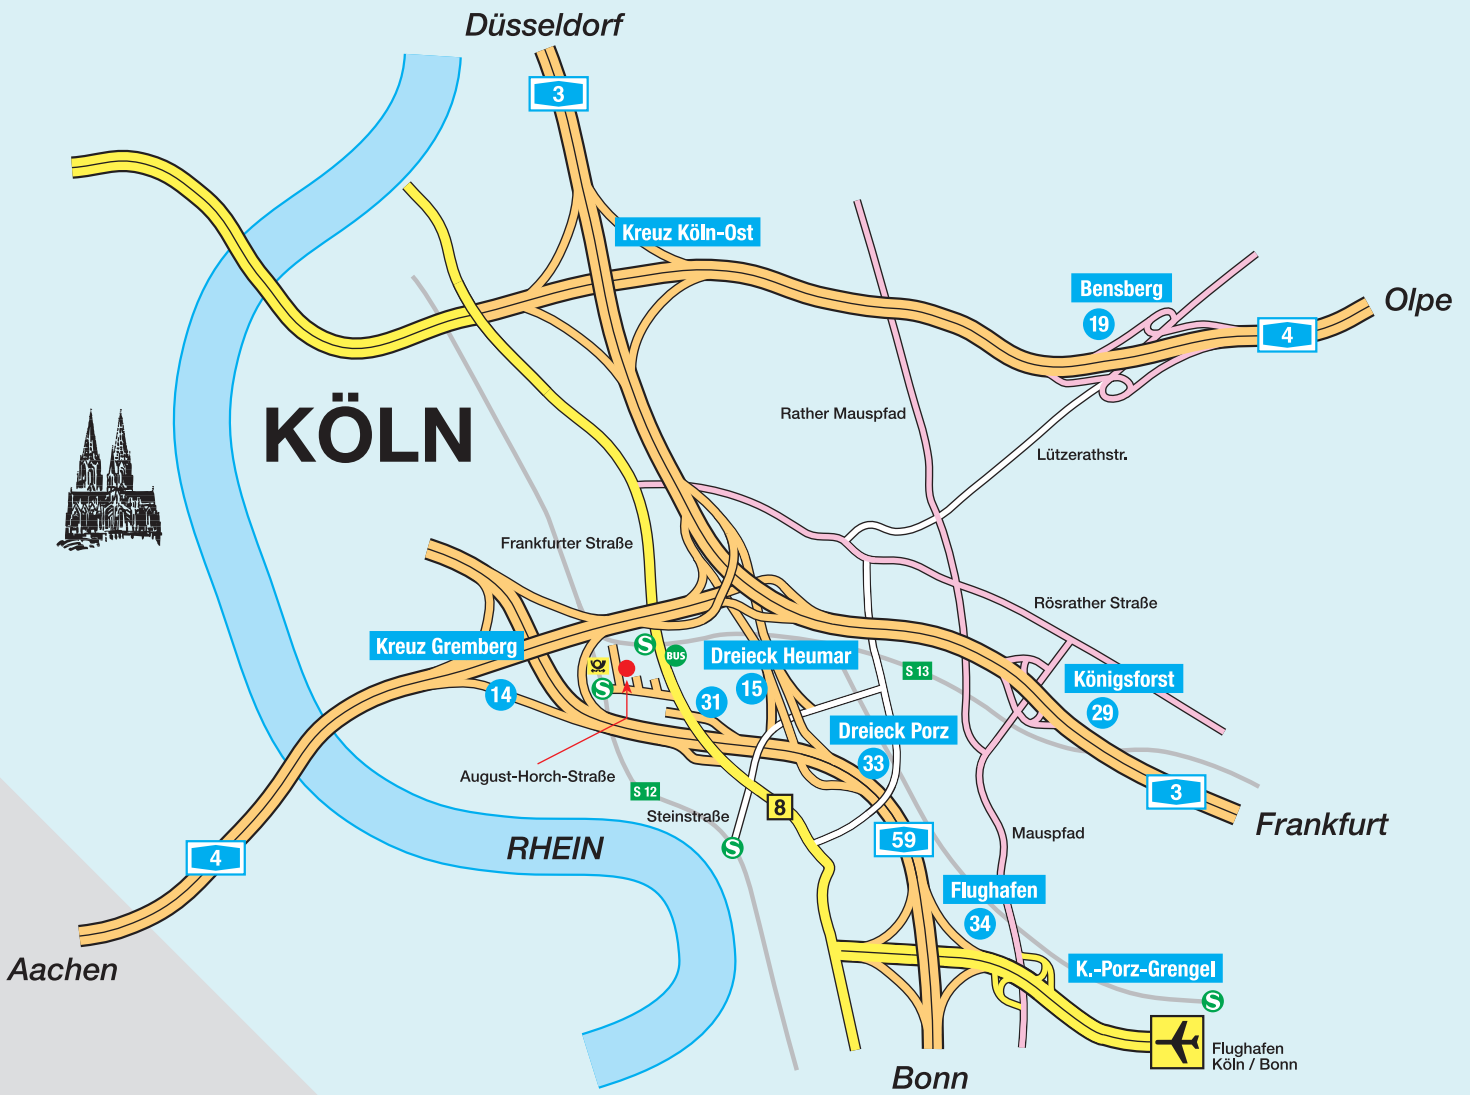 Düsseldorf
3
Kreuz Köln-Ost
Bensberg
19
Olpe
4
KÖLN
Rather Mauspfad
Lützerathstr.
Frankfurter Straße
Rösrather Straße
Kreuz Gremberg
14
S
BUS
Dreieck Heumar
15
S 13
Königsforst
29
S
31
Dreieck Porz
33
August-Horch-Straße
S 12
Steinstraße
8
3
Frankfurt
RHEIN
S
59
Mauspfad
4
Flughafen
34
Aachen
K.-Porz-Grengel
S
Flughafen
Köln / Bonn
Bonn